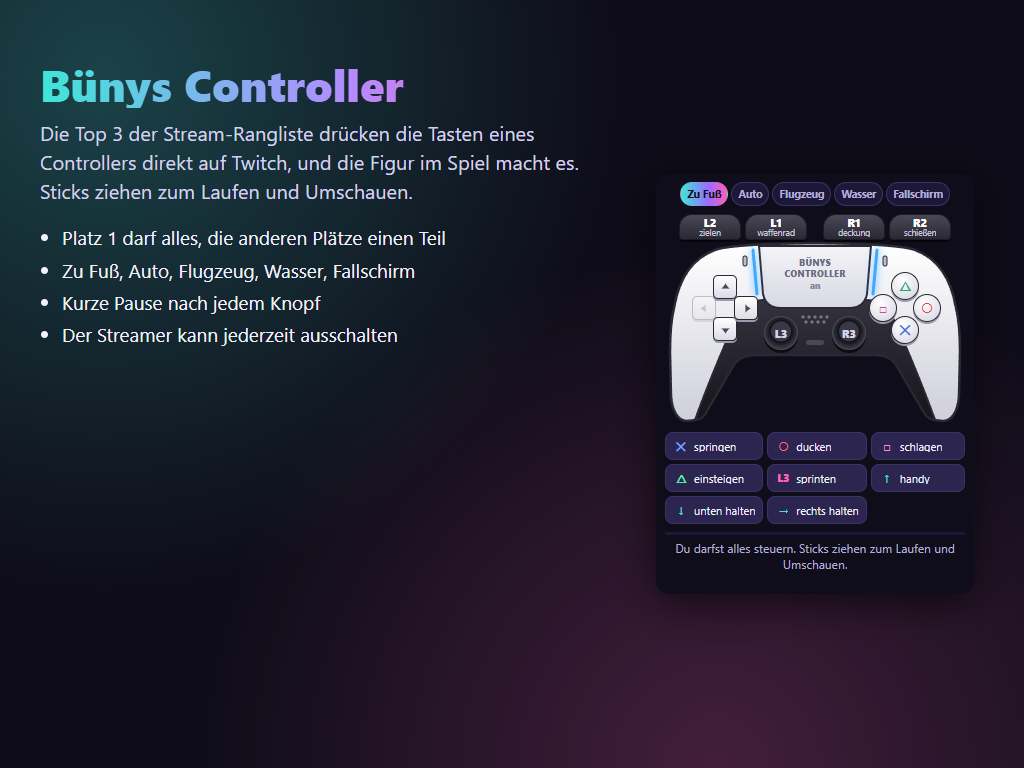 Bünys Controller
Die Top 3 der Stream-Rangliste drücken die Tasten eines
Controllers direkt auf Twitch, und die Figur im Spiel macht es.
Sticks ziehen zum Laufen und Umschauen.
• Platz 1 darf alles, die anderen Plätze einen Teil
• Zu Fuß, Auto, Flugzeug, Wasser, Fallschirm
• Kurze Pause nach jedem Knopf
• Der Streamer kann jederzeit ausschalten
Zu Fuß Auto Flugzeug Wasser Fallschirm
L2 L1 R1 R2
zielen waffenrad deckung schießen
BÜNYS
CONTROLLER
an
L3 R3
springen ducken schlagen
einsteigen L3 sprinten ↑ handy
↓ unten halten → rechts halten
Du darfst alles steuern. Sticks ziehen zum Laufen und
Umschauen.